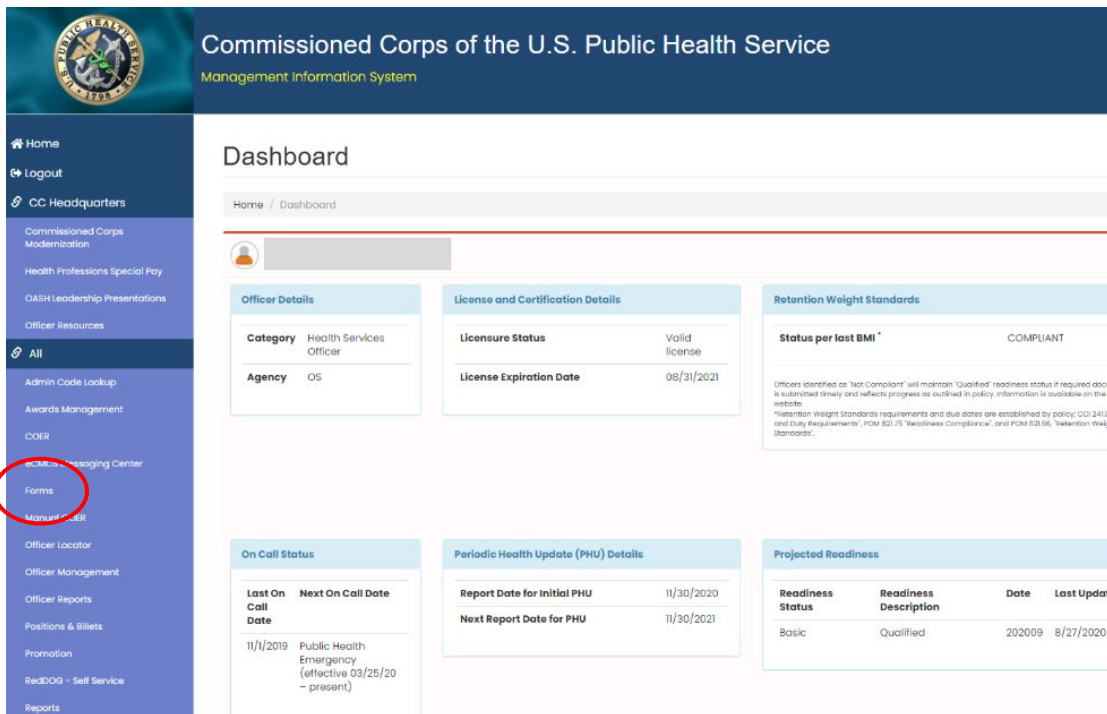 U.S. PUBLIC HEALTH SERVICE
1798
Commissioned Corps of the U.S. Public Health Service
Management Information System
Home
Logout
CC Headquarters
Commissioned Corps
Modernization
Health Professions Special Pay
OASH Leadership Presentations
Officer Resources
All
Admin Code Lookup
Awards Management
COER
eCMCS Messaging Center
Forms
Manual COER
Officer Locator
Officer Management
Officer Reports
Positions & Billets
Promotion
RedDOG - Self Service
Reports
Dashboard
Home / Dashboard
Officer Details
Category Health Services
Officer
Agency OS
License and Certification Details
Licensure Status Valid
license
License Expiration Date 08/31/2021
Retention Weight Standards
Status per last BMI * COMPLIANT
Officers identified as "Not Compliant" will maintain "Qualified" readiness status if required doc
is submitted timely and reflects progress as outlined in policy. Information is available on the
website.
*Retention Weight Standards requirements and due dates are established by policy; CCI 241.
and Duty Requirements", POM 821.75 "Readiness Compliance", and POM 821.66, "Retention Wei
Standards".
On Call Status
Last On Next On Call Date
Call
Date
11/1/2019 Public Health
Emergency
(effective 03/25/20
– present)
Periodic Health Update (PHU) Details
Report Date for Initial PHU 11/30/2020
Next Report Date for PHU 11/30/2021
Projected Readiness
Readiness Readiness Date Last Updat
Status Description
Basic Qualified 202009 8/27/2020